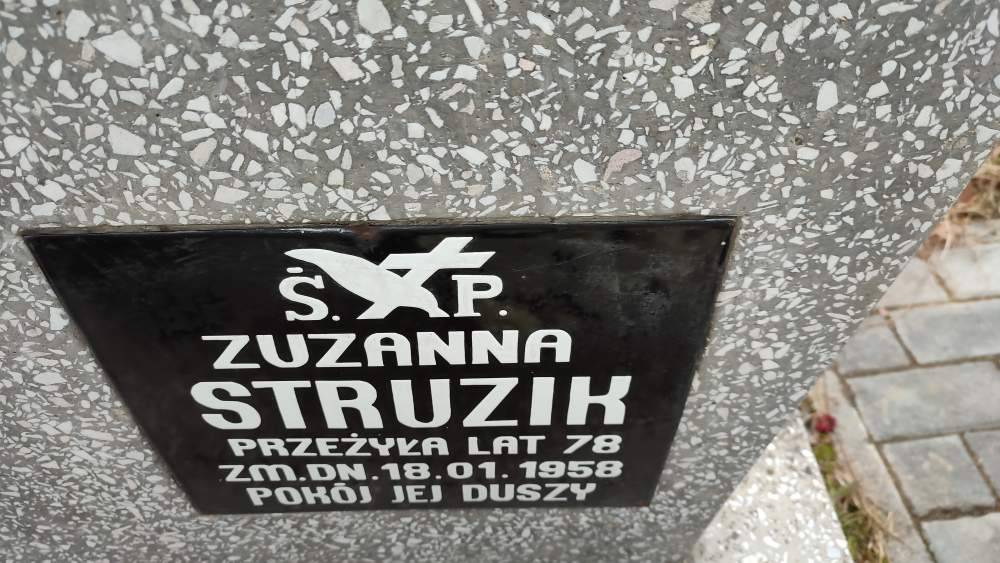 Ś. P.
ZUZANNA
STRUZIK
PRZEŻYŁA LAT 78
ZM.DN.18.01.1958
POKÓJ JEJ DUSZY